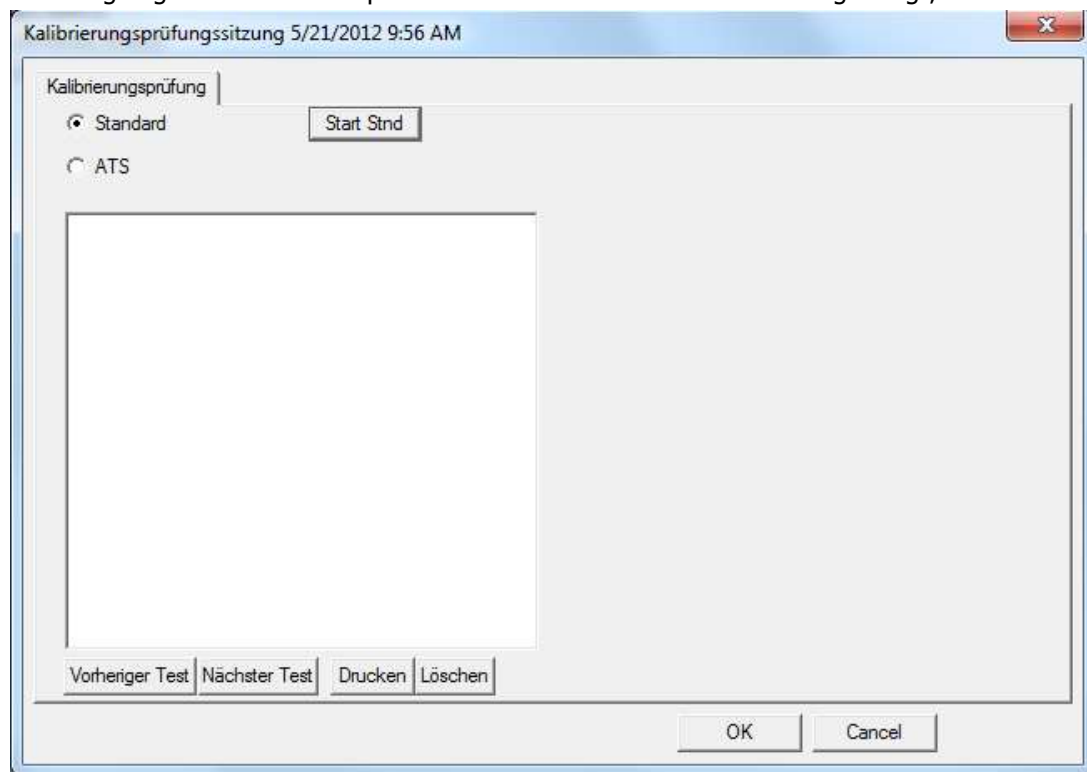 Kalibrierungsprüfungssitzung 5/21/2012 9:56 AM
Kalibrierungsprüfung
Standard
Start Stnd
ATS
Vorheriger Test Nächster Test Drucken Löschen
OK Cancel